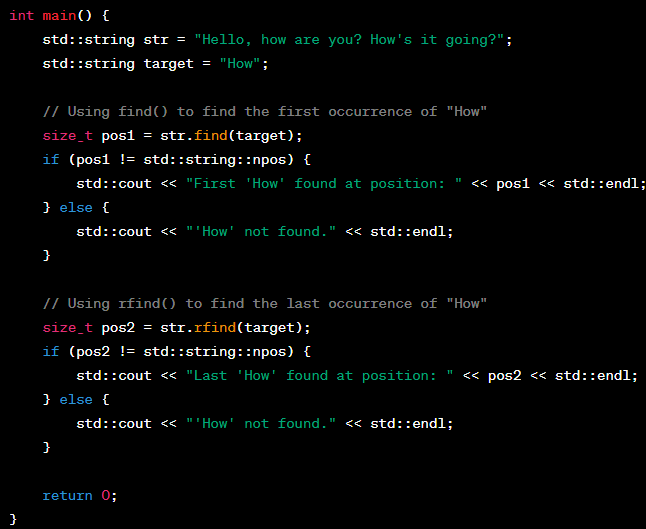 int main() {
    std::string str = "Hello, how are you? How's it going?";
    std::string target = "How";

    // Using find() to find the first occurrence of "How"
    size_t pos1 = str.find(target);
    if (pos1 != std::string::npos) {
        std::cout << "First 'How' found at position: " << pos1 << std::endl;
    } else {
        std::cout << "'How' not found." << std::endl;
    }

    // Using rfind() to find the last occurrence of "How"
    size_t pos2 = str.rfind(target);
    if (pos2 != std::string::npos) {
        std::cout << "Last 'How' found at position: " << pos2 << std::endl;
    } else {
        std::cout << "'How' not found." << std::endl;
    }

    return 0;
}